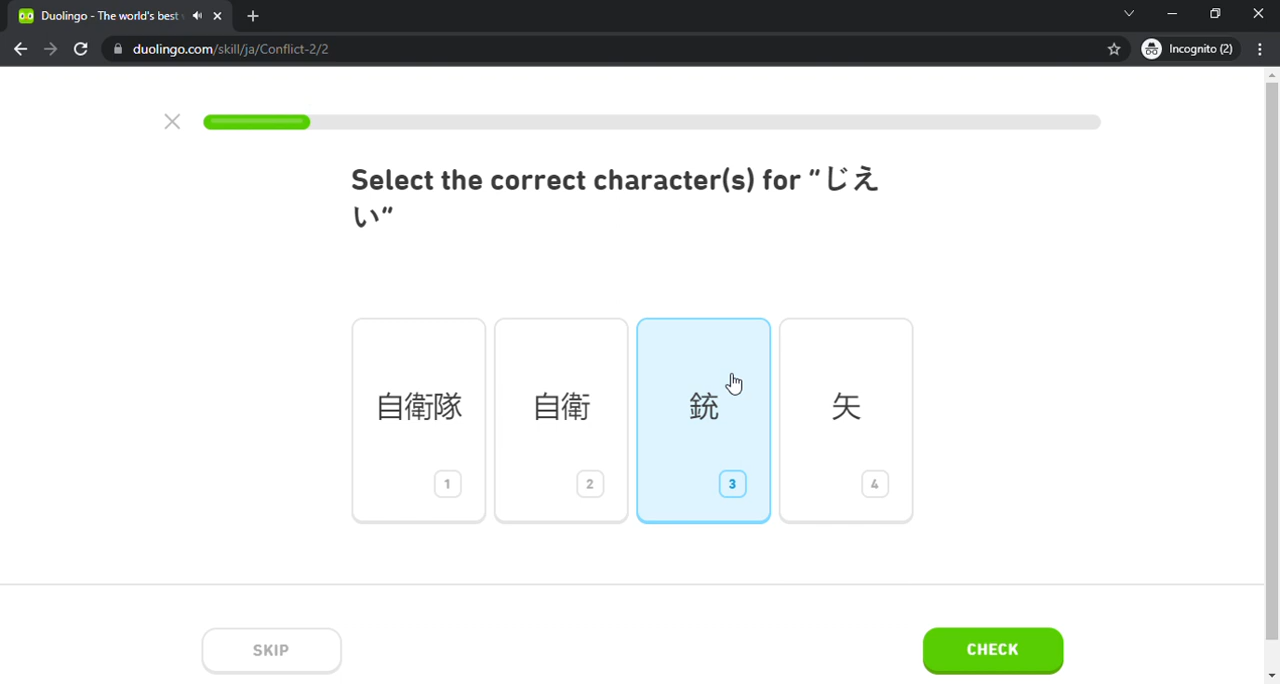 Duolingo - The world's best
duolingo.com/skill/ja/Conflict-2/2
Incognito (2)
Select the correct character(s) for "じえ
い"
自衛隊
自衛
銃
矢
1
2
3
4
SKIP
CHECK